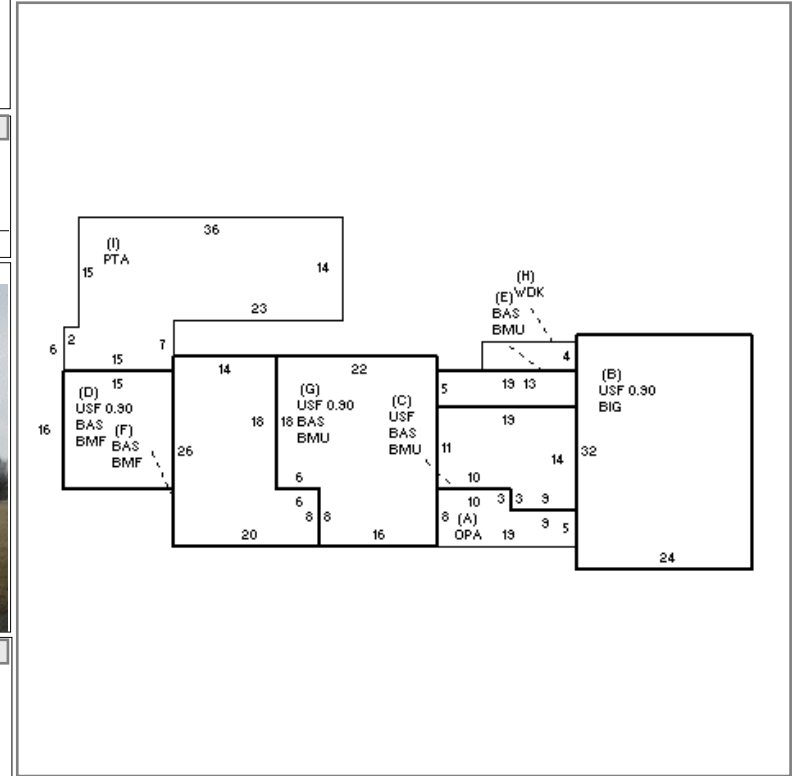 36
(I)
PTA
15
14
23
6
2
7
15
(H)
WDK
(E)
BAS
BMU
4
15
14
22
(D)
USF 0.90
BAS
BMF
(F)
BAS
BMF
16
26
18
18
(G)
USF 0.90
BAS
BMU
(C)
USF
BAS
BMU
5
19 13
19
11
14
(B)
USF 0.90
BIG
32
6
6
8
8
10
10
3
3
9
9
5
8
(A)
OPA
19
20
16
24